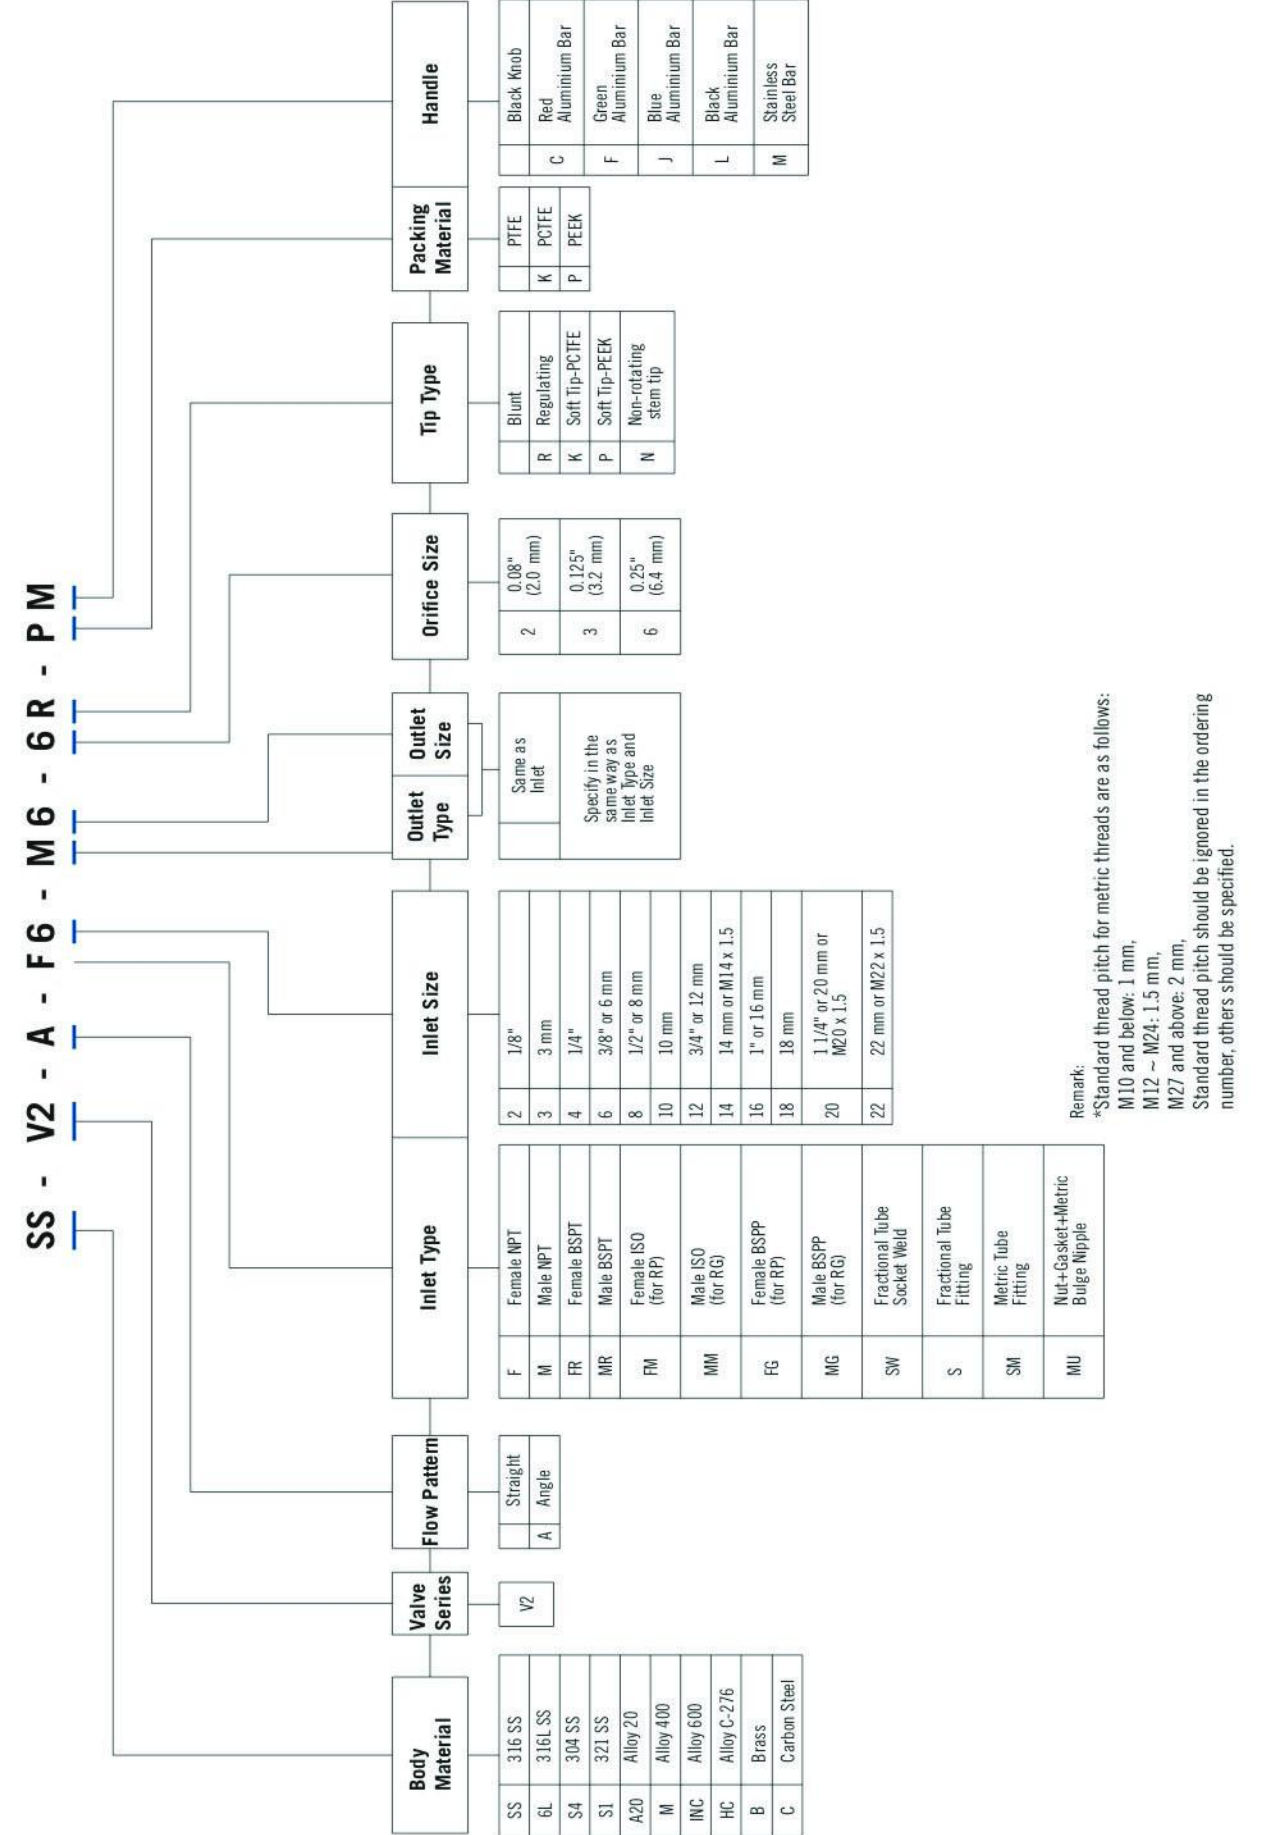 SS - V2 - A - F6 - M6 - 6R - PM
Body
Material
SS 316 SS
6L 316L SS
S4 304 SS
S1 321 SS
A20 Alloy 20
M Alloy 400
INC Alloy 600
HC Alloy C-276
B Brass
C Carbon Steel
Valve
Series
V2
Flow Pattern
Straight
A Angle
Inlet Type
F Female NPT
M Male NPT
FR Female BSPT
MR Male BSPT
FM Female ISO
(for RP)
MM Male ISO
(for RG)
FG Female BSPP
(for RP)
MG Male BSPP
(for RG)
SW Fractional Tube
Socket Weld
S Fractional Tube
Fitting
SM Metric Tube
Fitting
MU Nut+Gasket+Metric
Bulge Nipple
Inlet Size
2 1/8"
3 3 mm
4 1/4"
6 3/8" or 6 mm
8 1/2" or 8 mm
10 10 mm
12 3/4" or 12 mm
14 14 mm or M14 x 1.5
16 1" or 16 mm
18 18 mm
20 1 1/4" or 20 mm or
M20 x 1.5
22 22 mm or M22 x 1.5
Outlet
Type
Outlet
Size
Same as
Inlet
Specify in the
same way as
Inlet Type and
Inlet Size
Orifice Size
2 0.08"
(2.0 mm)
3 0.125"
(3.2 mm)
6 0.25"
(6.4 mm)
Tip Type
Blunt
R Regulating
K Soft Tip-PCTFE
P Soft Tip-PEEK
N Non-rotating
stem tip
Packing
Material
PTFE
K PCTFE
P PEEK
Handle
Black Knob
C Red
Aluminium Bar
F Green
Aluminium Bar
J Blue
Aluminium Bar
L Black
Aluminium Bar
M Stainless
Steel Bar
Remark:
*Standard thread pitch for metric threads are as follows:
M10 and below: 1 mm,
M12 ~ M24: 1.5 mm,
M27 and above: 2 mm,
Standard thread pitch should be ignored in the ordering
number, others should be specified.